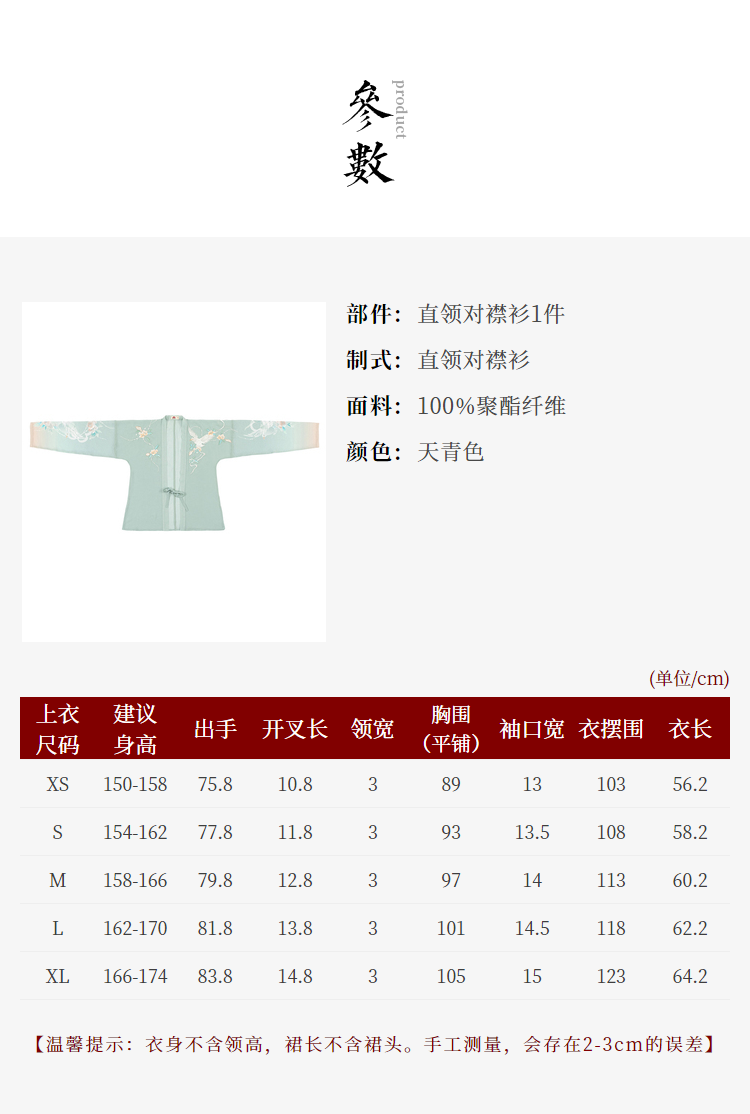 參數
product
部件：直领对襟衫1件
制式：直领对襟衫
面料：100%聚酯纤维
颜色：天青色
(单位/cm)
上衣尺码 建议身高 出手 开叉长 领宽 胸围（平铺） 袖口宽 衣摆围 衣长
XS 150-158 75.8 10.8 3 89 13 103 56.2
S 154-162 77.8 11.8 3 93 13.5 108 58.2
M 158-166 79.8 12.8 3 97 14 113 60.2
L 162-170 81.8 13.8 3 101 14.5 118 62.2
XL 166-174 83.8 14.8 3 105 15 123 64.2
【温馨提示：衣身不含领高，裙长不含裙头。手工测量，会存在2-3cm的误差】